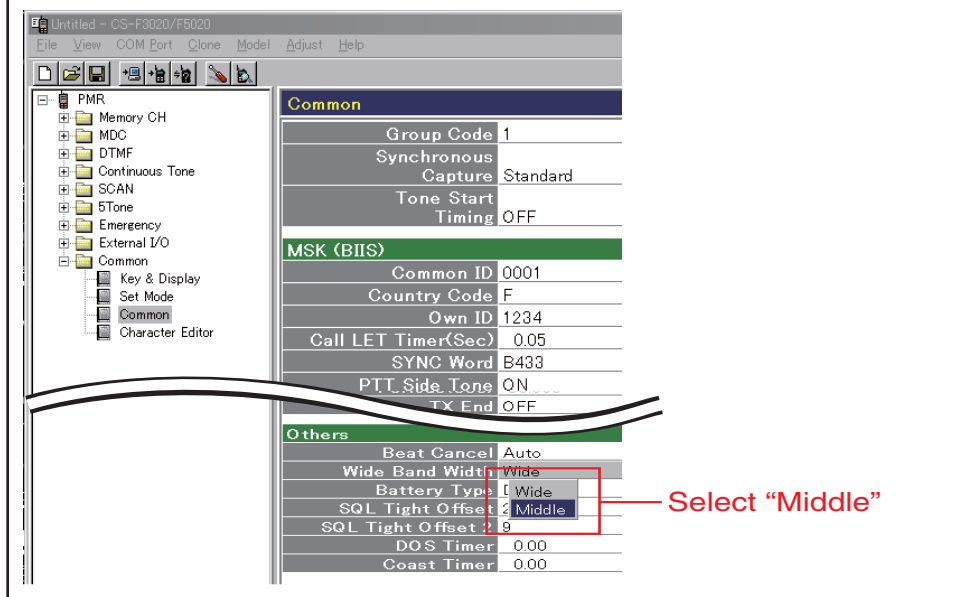 Untitled - CS-F3020/F5020
File View COM Port Clone Model Adjust Help
PMR
Memory CH
MDC
DTMF
Continuous Tone
SCAN
5Tone
Emergency
External I/O
Common
Key & Display
Set Mode
Common
Character Editor
Common
Group Code 1
Synchronous
Capture Standard
Tone Start
Timing OFF
MSK (BIIS)
Common ID 0001
Country Code F
Own ID 1234
Call LET Timer(Sec) 0.05
SYNC Word B433
PTT Side Tone ON
TX End OFF
Others
Beat Cancel Auto
Wide Band Width Wide
Battery Type
Wide
SQL Tight Offset 2
Middle
SQL Tight Offset 2 9
DOS Timer 0.00
Coast Timer 0.00
Select “Middle”